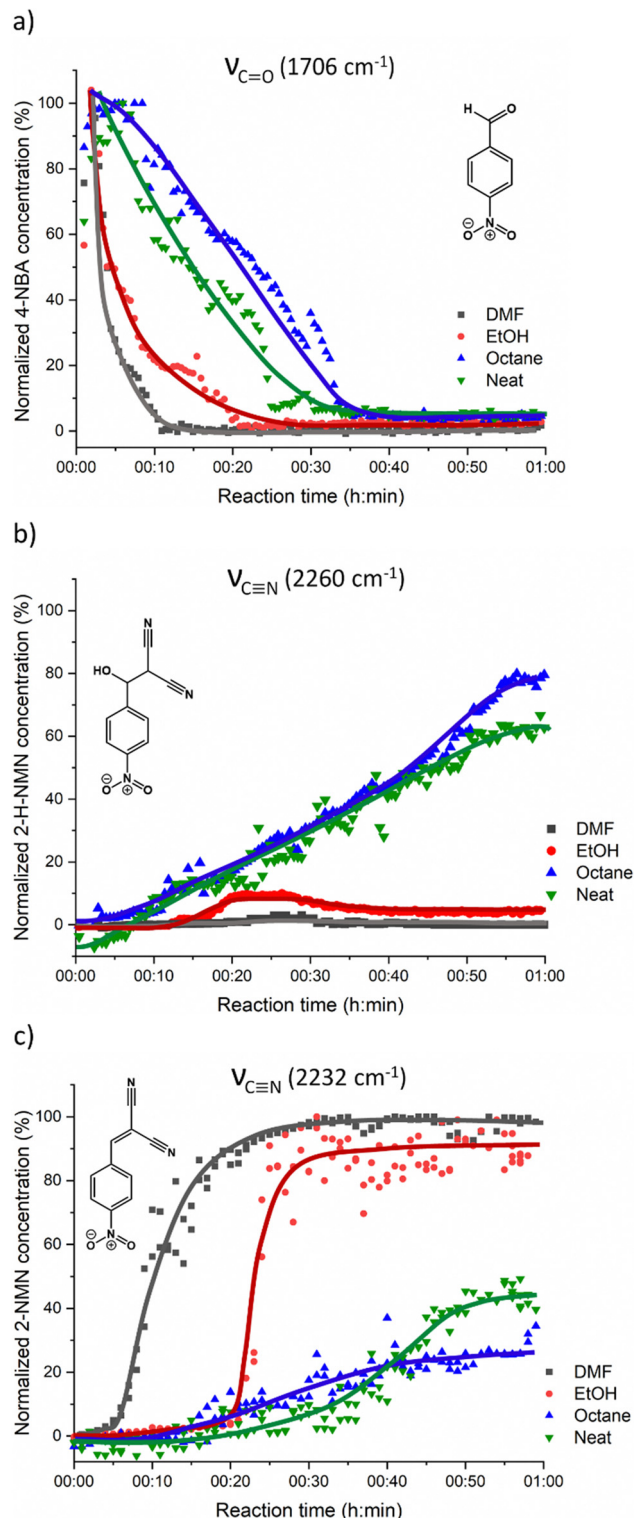 a)
νC=O (1706 cm⁻¹)
Normalized 4-NBA concentration (%)
100
80
60
40
20
0
H
O
N⁺
⁻O
O
DMF
EtOH
Octane
Neat
00:00 00:10 00:20 00:30 00:40 00:50 01:00
Reaction time (h:min)
b)
νC≡N (2260 cm⁻¹)
Normalized 2-H-NMN concentration (%)
100
80
60
40
20
0
N
HO
N
N⁺
⁻O
O
DMF
EtOH
Octane
Neat
00:00 00:10 00:20 00:30 00:40 00:50 01:00
Reaction time (h:min)
c)
νC≡N (2232 cm⁻¹)
Normalized 2-NMN concentration (%)
100
80
60
40
20
0
N
N
N⁺
⁻O
O
DMF
EtOH
Octane
Neat
00:00 00:10 00:20 00:30 00:40 00:50 01:00
Reaction time (h:min)